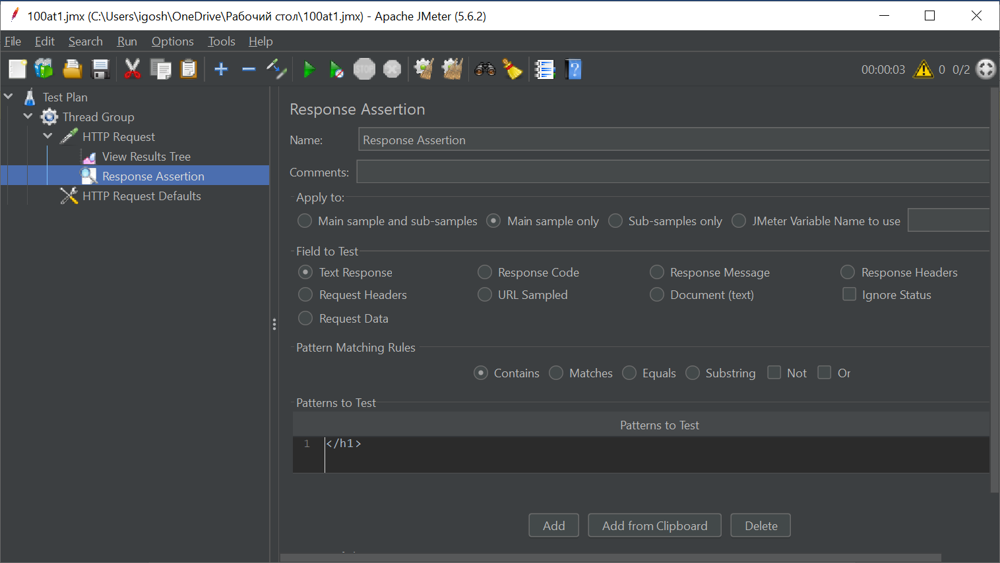 100at1.jmx (C:\Users\igosh\OneDrive\Рабочий стол\100at1.jmx) - Apache JMeter (5.6.2)
File Edit Search Run Options Tools Help
STOP
00:00:03 0 0/2
Test Plan
Thread Group
HTTP Request
View Results Tree
Response Assertion
HTTP Request Defaults
Response Assertion
Name: Response Assertion
Comments:
Apply to:
Main sample and sub-samples Main sample only Sub-samples only JMeter Variable Name to use
Field to Test
Text Response Response Code Response Message Response Headers
Request Headers URL Sampled Document (text) Ignore Status
Request Data
Pattern Matching Rules
Contains Matches Equals Substring Not Or
Patterns to Test
Patterns to Test
1 </h1>
Add Add from Clipboard Delete